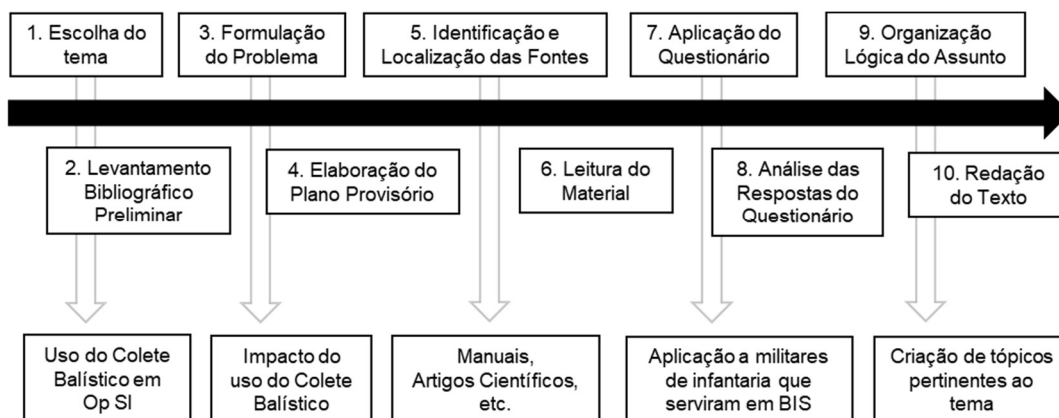 1. Escolha do
tema
3. Formulação
do Problema
5. Identificação e
Localização das Fontes
7. Aplicação do
Questionário
9. Organização
Lógica do Assunto
2. Levantamento
Bibliográfico
Preliminar
4. Elaboração do
Plano Provisório
6. Leitura do
Material
8. Análise das
Respostas do
Questionário
10. Redação
do Texto
Uso do Colete
Balístico em
Op SI
Impacto do
uso do Colete
Balístico
Manuais,
Artigos Científicos,
etc.
Aplicação a militares
de infantaria que
serviram em BIS
Criação de tópicos
pertinentes ao
tema